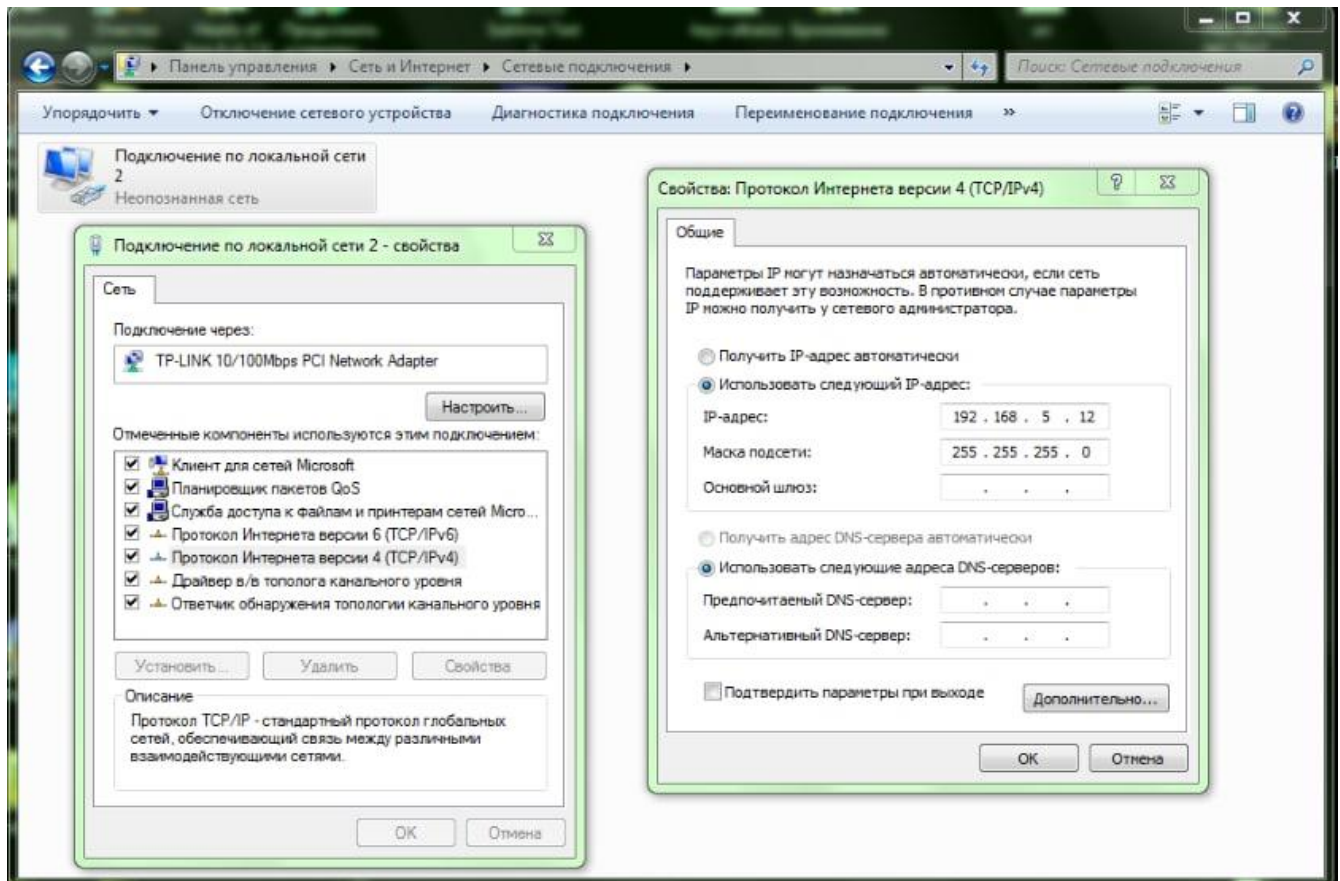 Панель управления ▸ Сеть и Интернет ▸ Сетевые подключения ▸
Поиск: Сетевые подключения
Упорядочить Отключение сетевого устройства Диагностика подключения Переименование подключения »
Подключение по локальной сети
2
Неопознанная сеть
Подключение по локальной сети 2 - свойства
Сеть
Подключение через:
TP-LINK 10/100Mbps PCI Network Adapter
Настроить...
Отмеченные компоненты используются этим подключением:
Клиент для сетей Microsoft
Планировщик пакетов QoS
Служба доступа к файлам и принтерам сетей Micro...
Протокол Интернета версии 6 (TCP/IPv6)
Протокол Интернета версии 4 (TCP/IPv4)
Драйвер в/в тополога канального уровня
Ответчик обнаружения топологии канального уровня
Установить...
Удалить
Свойства
Описание
Протокол TCP/IP - стандартный протокол глобальных
сетей, обеспечивающий связь между различными
взаимодействующими сетями.
OK
Отмена
Свойства: Протокол Интернета версии 4 (TCP/IPv4)
Общие
Параметры IP могут назначаться автоматически, если сеть
поддерживает эту возможность. В противном случае параметры
IP можно получить у сетевого администратора.
Получить IP-адрес автоматически
Использовать следующий IP-адрес:
IP-адрес: 192 . 168 . 5 . 12
Маска подсети: 255 . 255 . 255 . 0
Основной шлюз: . . .
Получить адрес DNS-сервера автоматически
Использовать следующие адреса DNS-серверов:
Предпочитаемый DNS-сервер: . . .
Альтернативный DNS-сервер: . . .
Подтвердить параметры при выходе
Дополнительно...
OK
Отмена